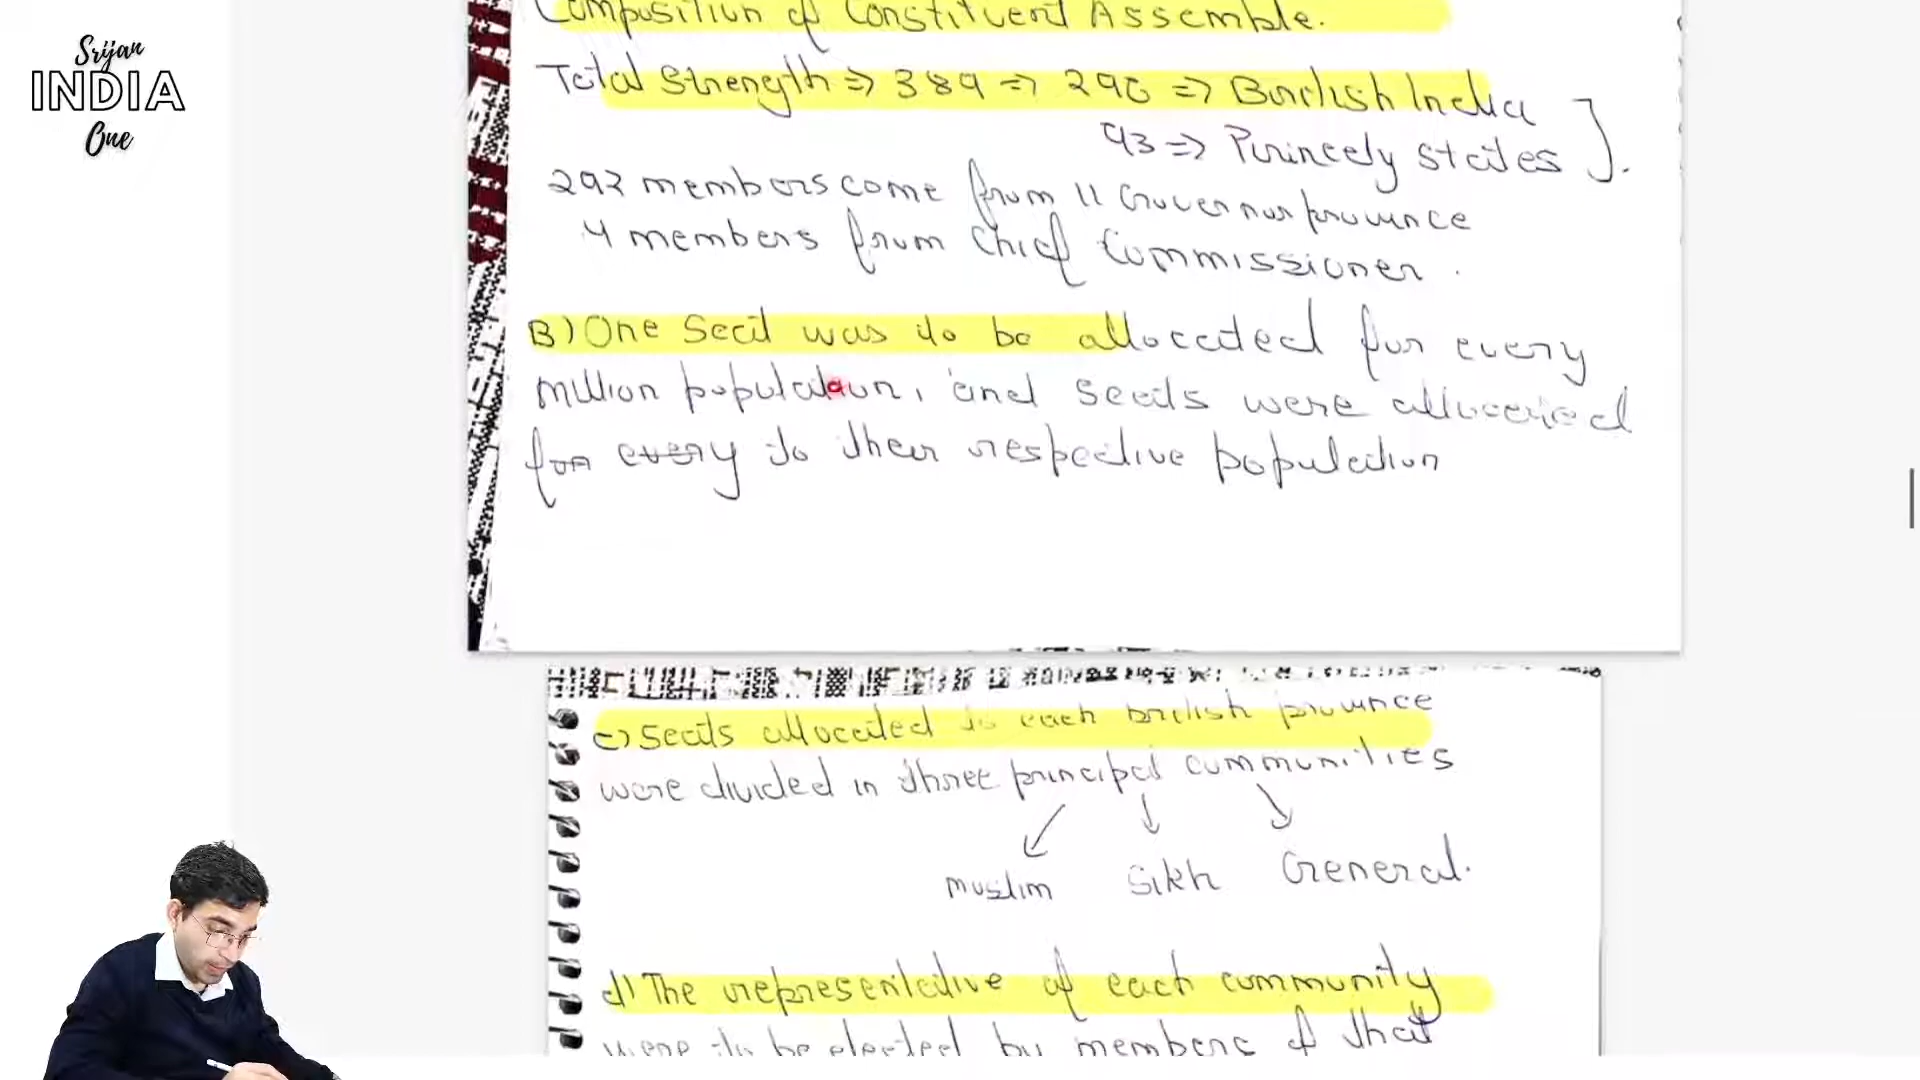 Srijan
INDIA
One
Composition of Constituent Assemble.
Total Strength => 389 => 296 => British India
93 => Princely states
292 members come from 11 Governor province
4 members from Chief Commissioner.
B) One Seat was to be allocated for every
million population, and seats were allocated
for every to their respective population
c) Seats allocated to each british province
were divided in three principal communities
muslim Sikh General.
d) The representative of each community
were to be elected by members of that